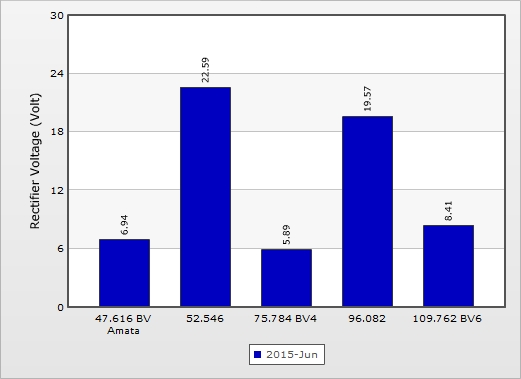 30
24
18
12
6
0
Rectifier Voltage (Volt)
6.94
22.59
5.89
19.57
8.41
47.616 BV
Amata
52.546
75.784 BV4
96.082
109.762 BV6
2015-Jun